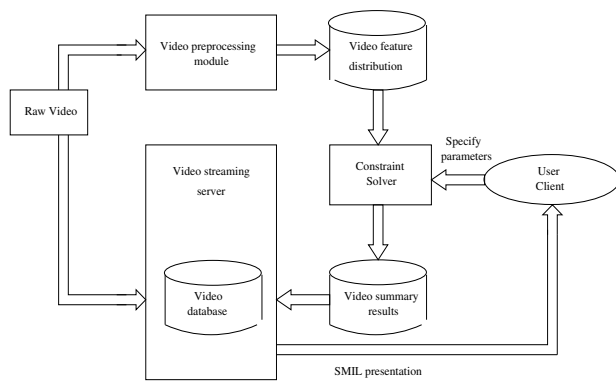 Video preprocessing
module
Video feature
distribution
Raw Video
Specify
parameters
Video streaming
server
Constraint
Solver
User
Client
Video
database
Video summary
results
SMIL presentation